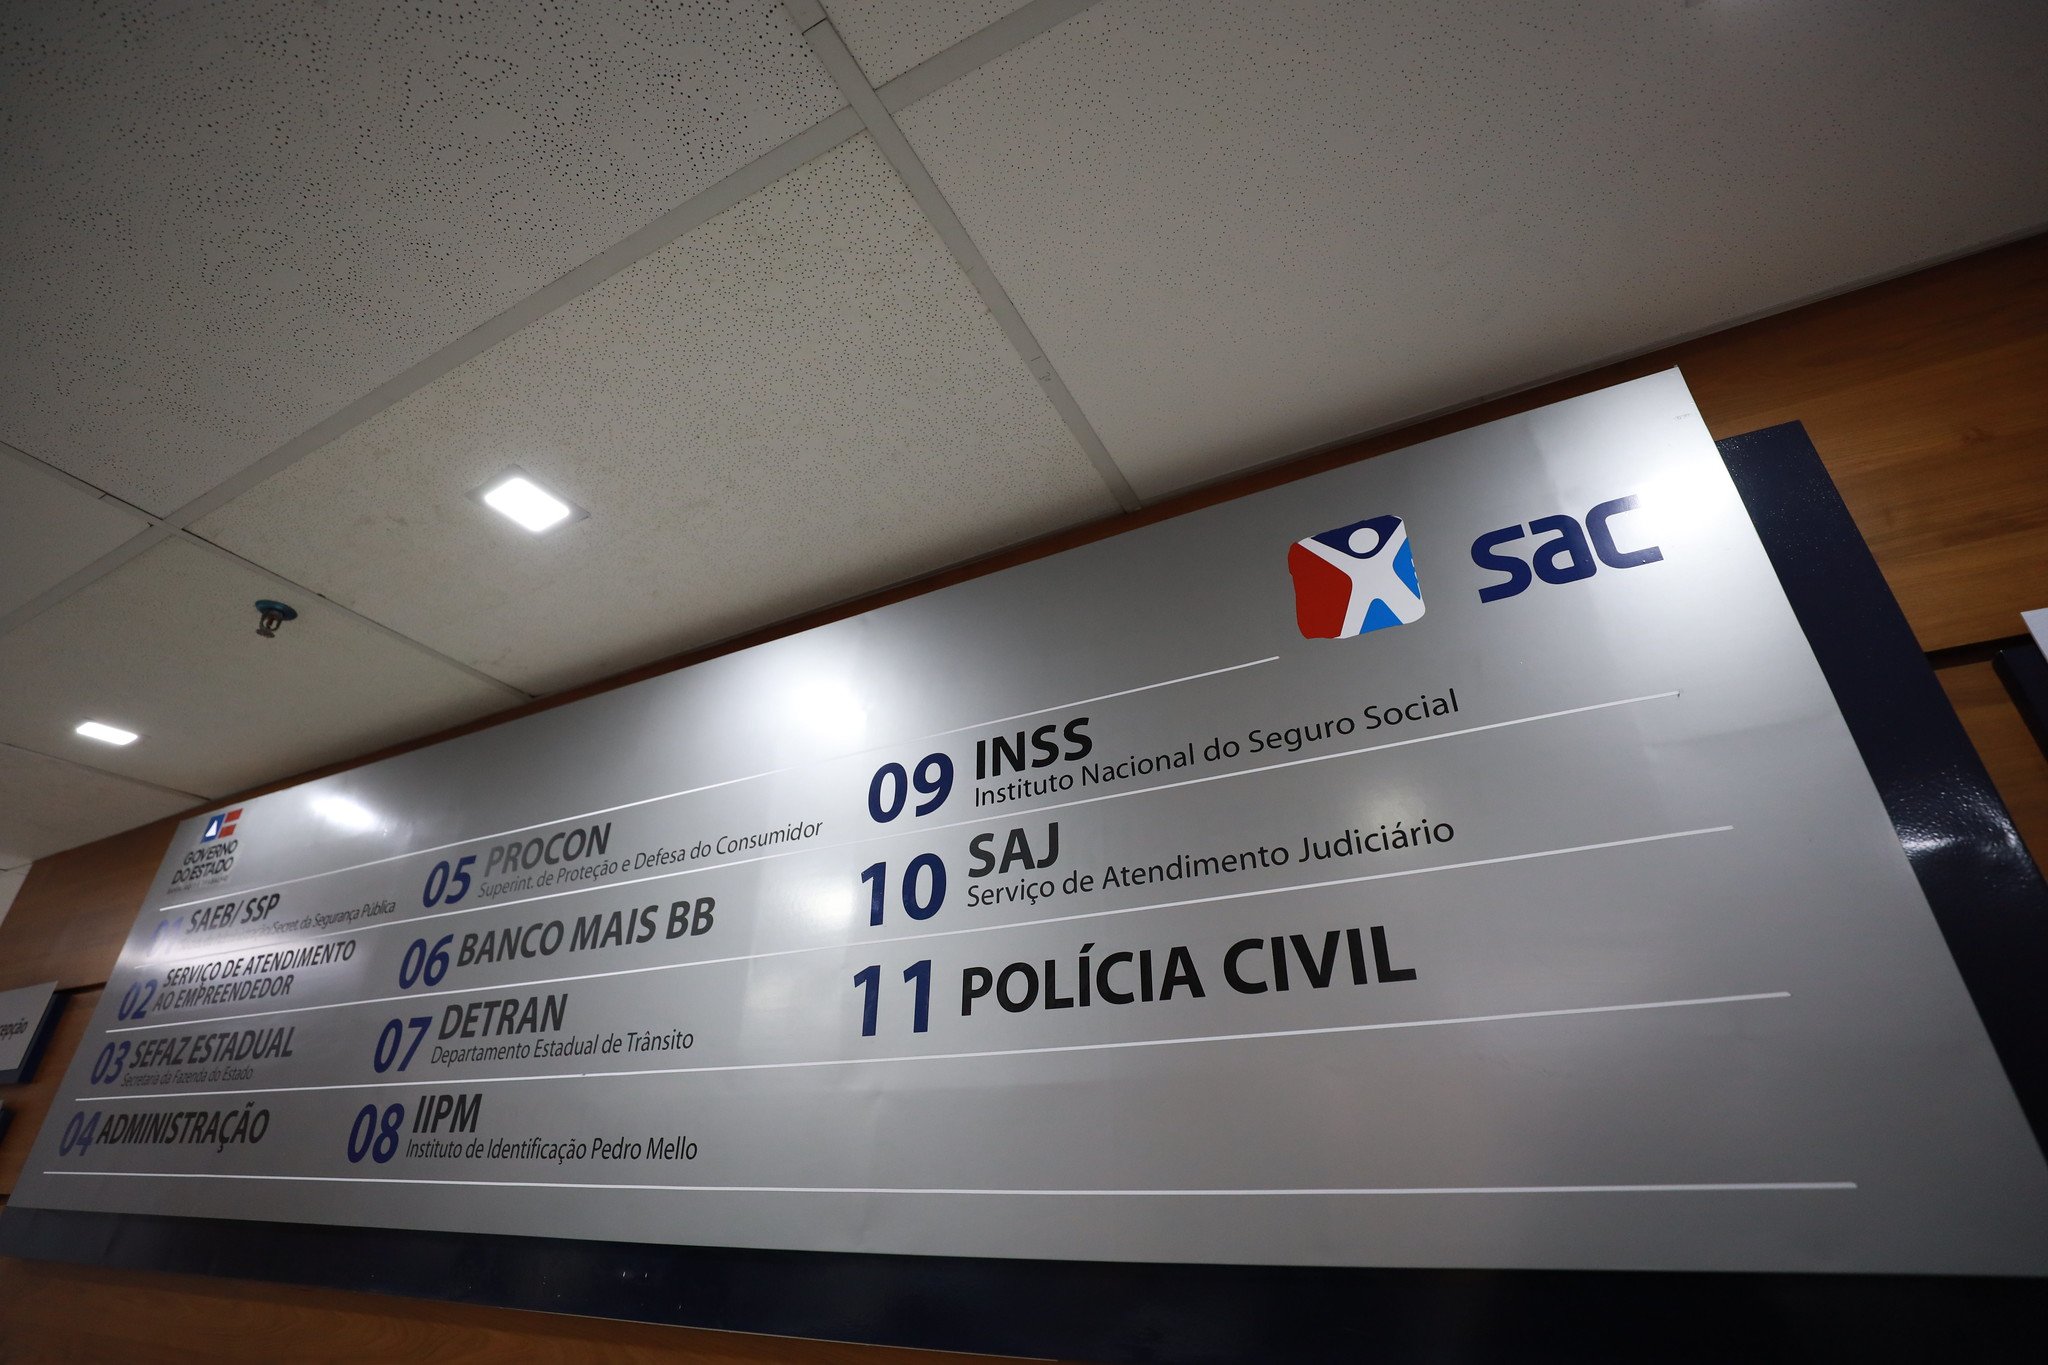 GOVERNO
DO ESTADO
SAEB/ SSP
Secret. da Segurança Pública
02 SERVIÇO DE ATENDIMENTO
AO EMPREENDEDOR
03 SEFAZ ESTADUAL
Secretaria da Fazenda do Estado
04 ADMINISTRAÇÃO
05 PROCON
Superint. de Proteção e Defesa do Consumidor
06 BANCO MAIS BB
07 DETRAN
Departamento Estadual de Trânsito
08 IIPM
Instituto de Identificação Pedro Mello
sac
09 INSS
Instituto Nacional do Seguro Social
10 SAJ
Serviço de Atendimento Judiciário
11 POLÍCIA CIVIL